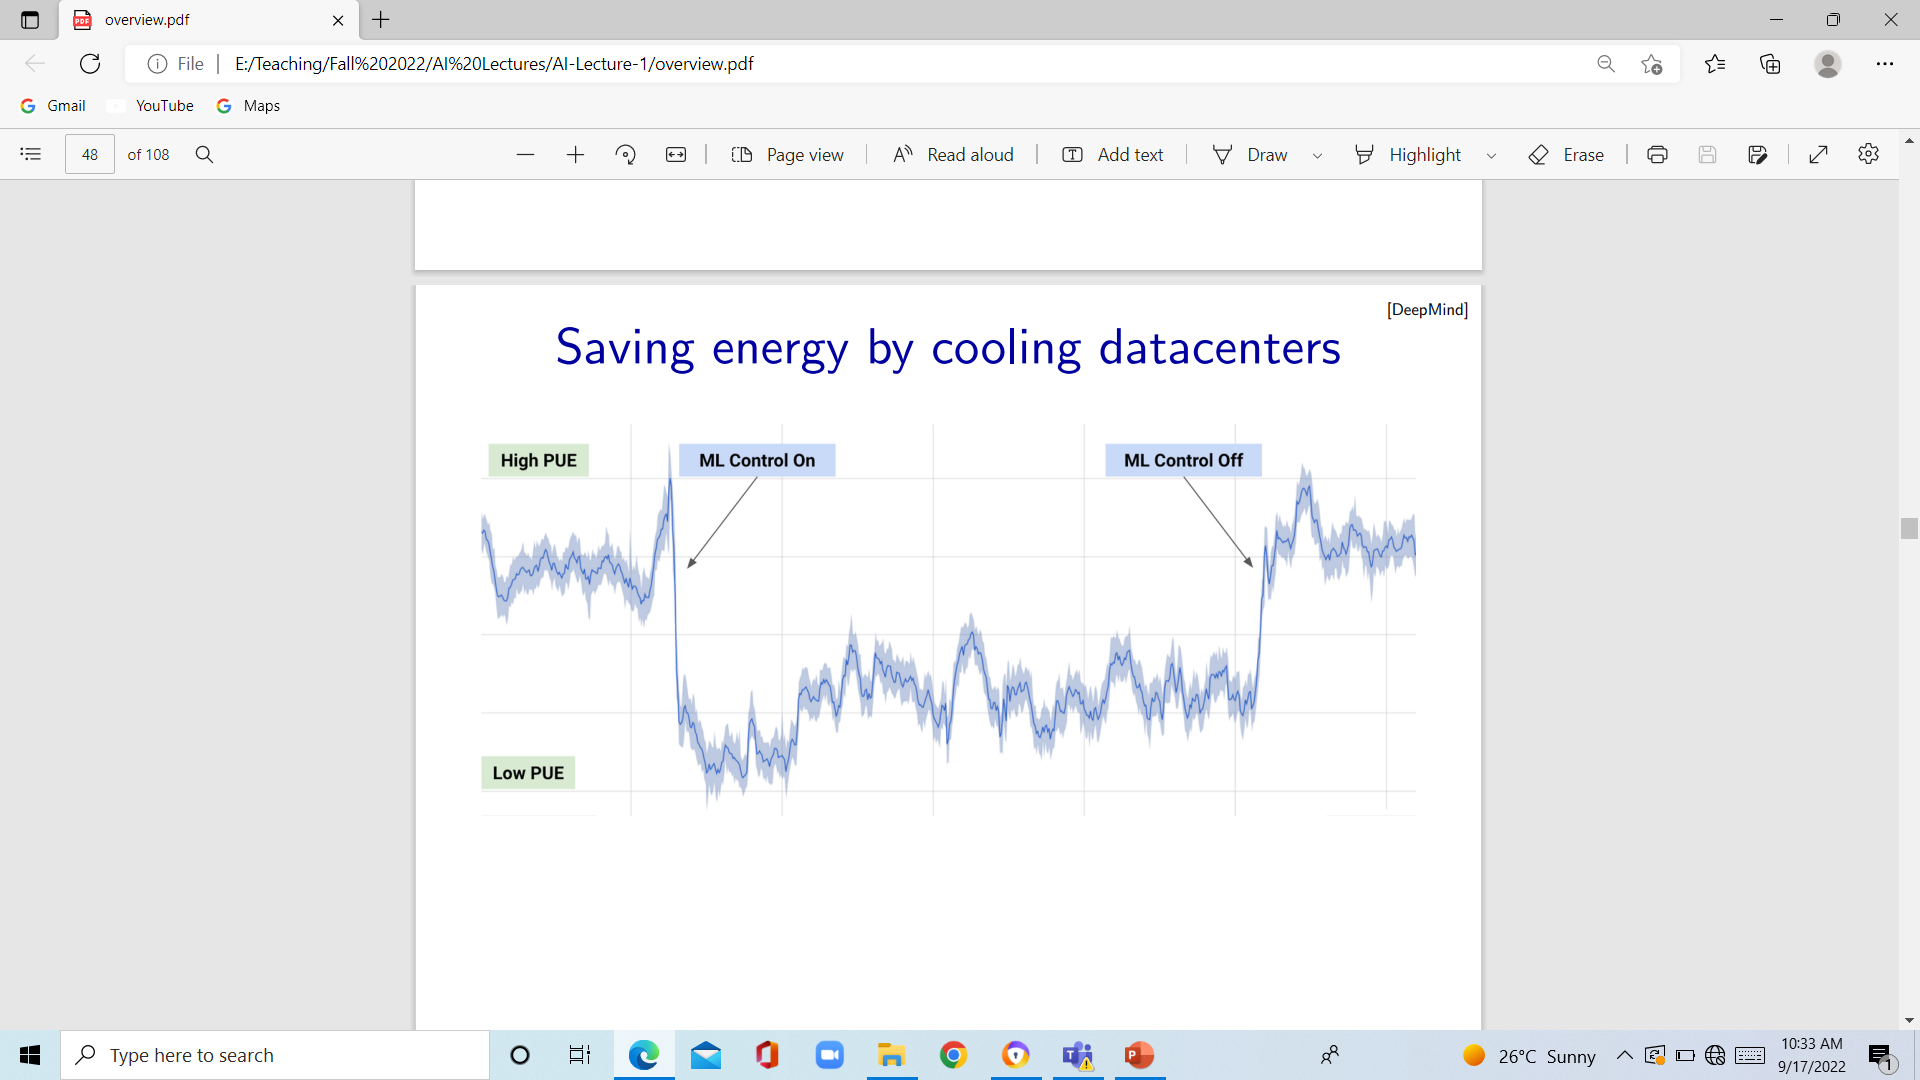 overview.pdf
File
E:/Teaching/Fall%202022/AI%20Lectures/AI-Lecture-1/overview.pdf
Gmail YouTube Maps
48 of 108
Page view
Read aloud
Add text
Draw
Highlight
Erase
[DeepMind]
Saving energy by cooling datacenters
High PUE
ML Control On
ML Control Off
Low PUE
Type here to search
26°C Sunny
10:33 AM
9/17/2022
1